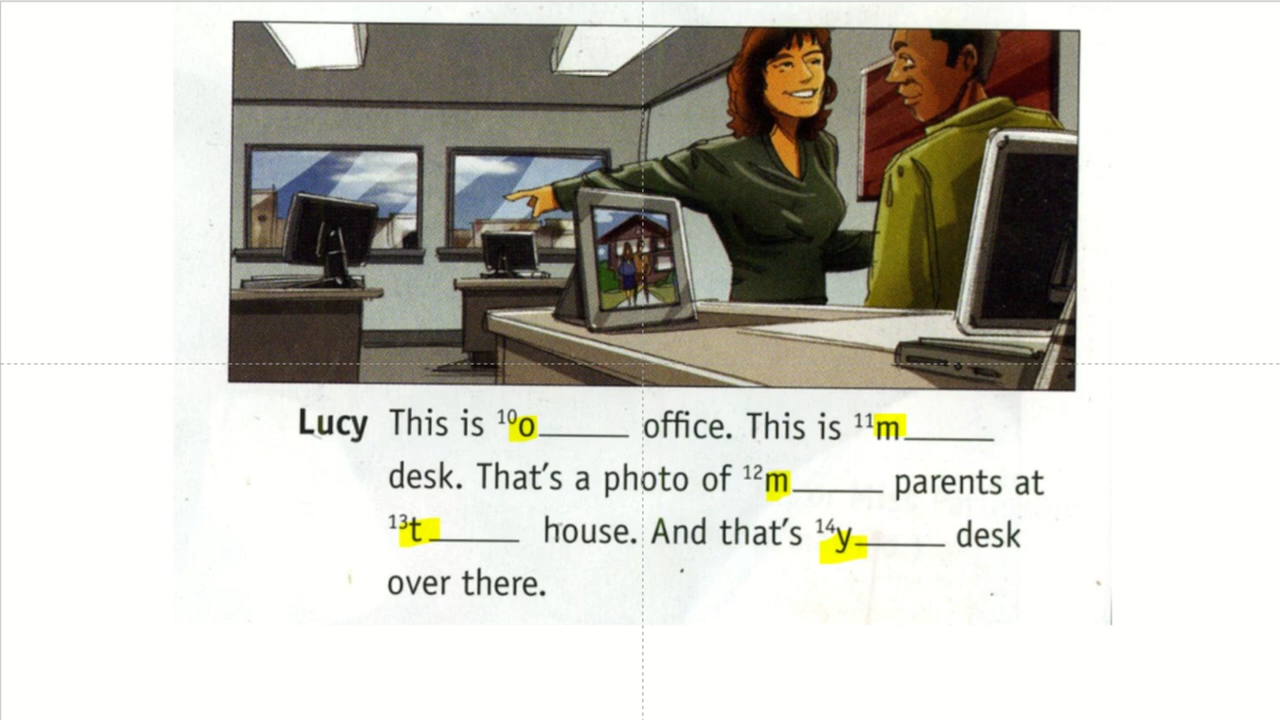 Lucy This is 10o______ office. This is 11m______
desk. That's a photo of 12m______ parents at
13t______ house. And that's 14y______ desk
over there.